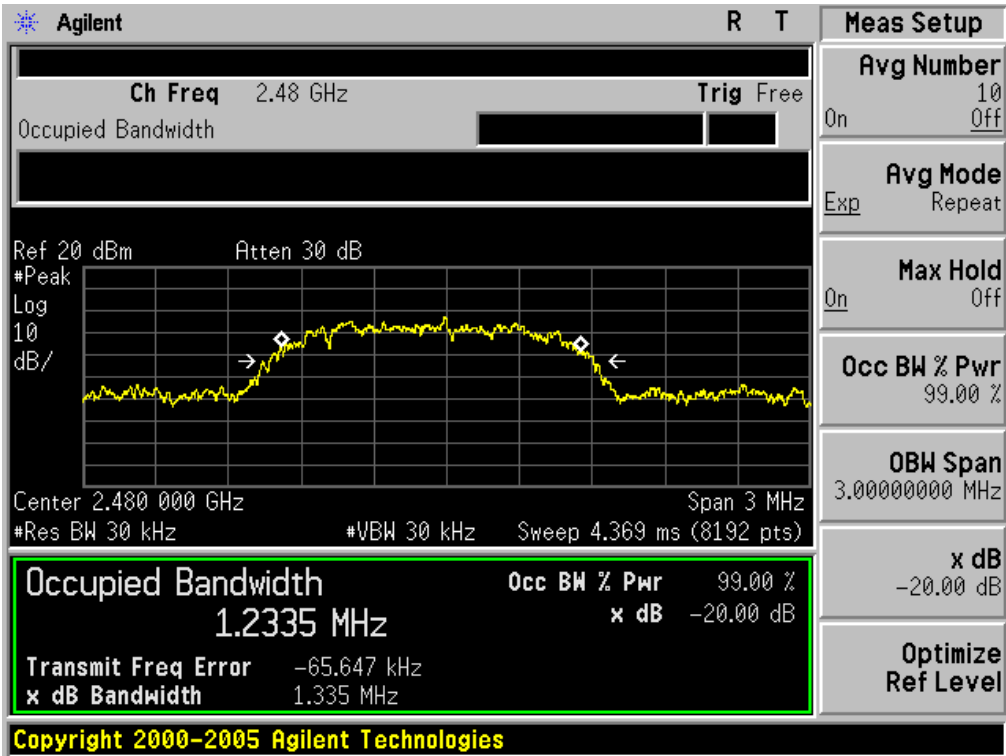 Agilent
R T
Ch Freq 2.48 GHz
Trig Free
Occupied Bandwidth
Ref 20 dBm Atten 30 dB
#Peak
Log
10
dB/
Center 2.480 000 GHz
Span 3 MHz
#Res BW 30 kHz #VBW 30 kHz Sweep 4.369 ms (8192 pts)
Occupied Bandwidth
1.2335 MHz
Occ BW % Pwr 99.00 %
x dB -20.00 dB
Transmit Freq Error -65.647 kHz
x dB Bandwidth 1.335 MHz
Copyright 2000-2005 Agilent Technologies
Meas Setup
Avg Number
10
On Off
Avg Mode
Exp Repeat
Max Hold
On Off
Occ BW % Pwr
99.00 %
OBW Span
3.00000000 MHz
x dB
-20.00 dB
Optimize
Ref Level